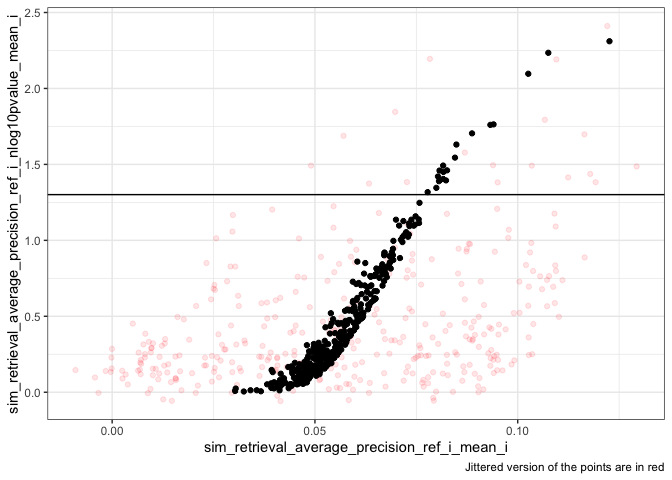 sim_retrieval_average_precision_ref_i_nlog10pvalue_mean_i
2.5
2.0
1.5
1.0
0.5
0.0
0.00 0.05 0.10
sim_retrieval_average_precision_ref_i_mean_i
Jittered version of the points are in red